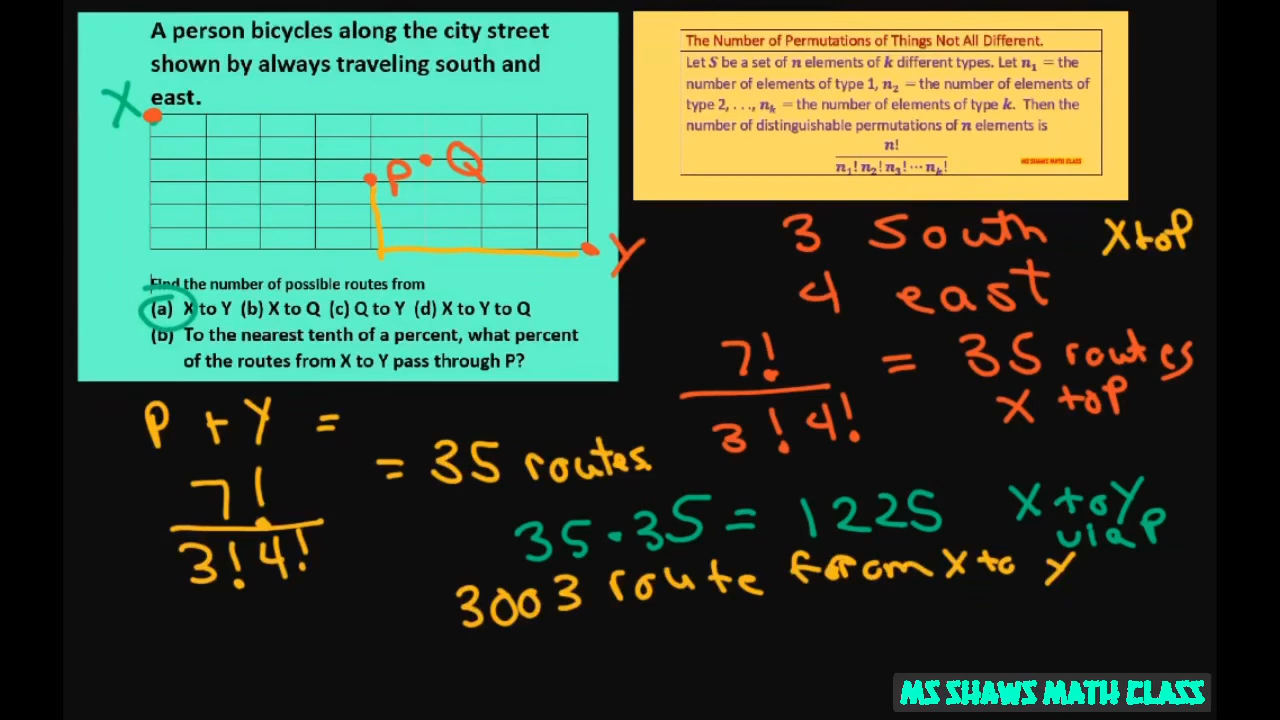 A person bicycles along the city street
shown by always traveling south and
east.
X
P
Q
Y
Find the number of possible routes from
(a) X to Y (b) X to Q (c) Q to Y (d) X to Y to Q
(b) To the nearest tenth of a percent, what percent
of the routes from X to Y pass through P?
The Number of Permutations of Things Not All Different.
Let S be a set of n elements of k different types. Let n₁ = the
number of elements of type 1, n₂ = the number of elements of
type 2, . . ., nₖ = the number of elements of type k. Then the
number of distinguishable permutations of n elements is
n!
n₁! n₂! n₃! ⋯ nₖ!
MS SHAWS MATH CLASS
3 South X to P
4 east
7!
3! 4!
= 35 routes
X to P
P t Y =
7!
3! 4!
= 35 routes
35 · 35 = 1225 X to Y
via P
3003 route from X to Y
MS SHAWS MATH CLASS